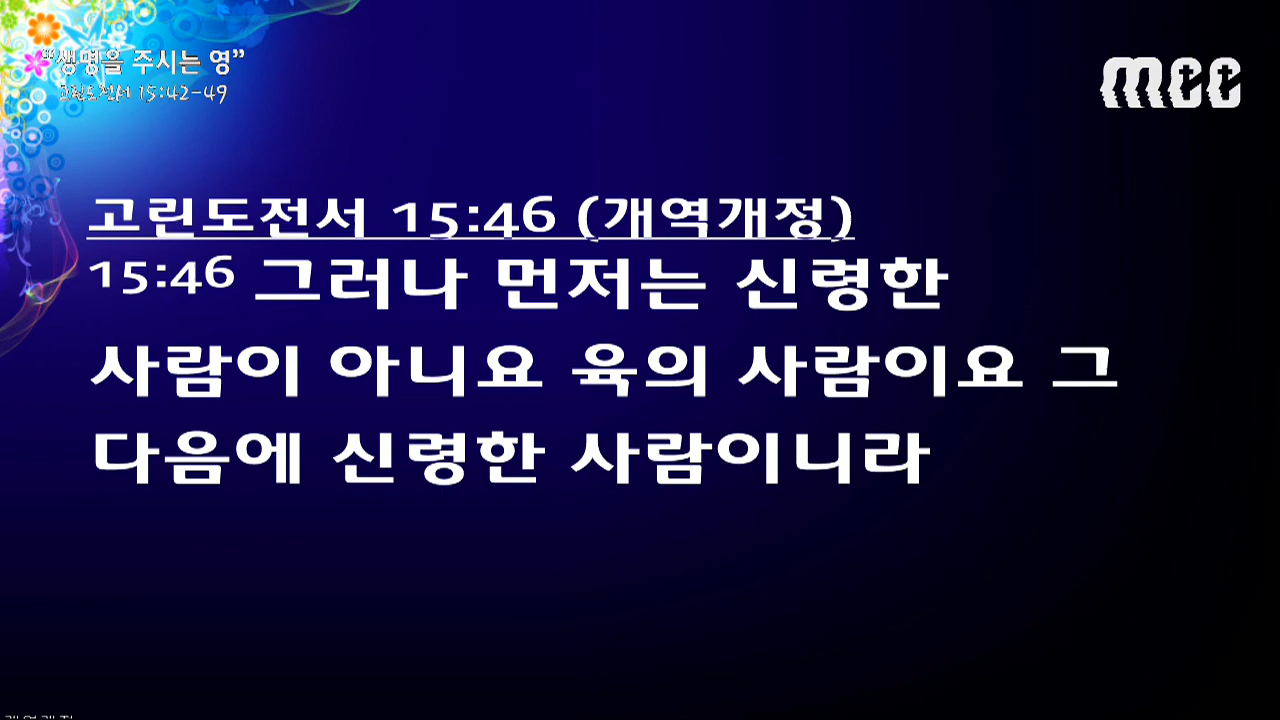 “생명을 주시는 영”
고린도전서 15:42-49
mcc
고린도전서 15:46 (개역개정)
15:46 그러나 먼저는 신령한
사람이 아니요 육의 사람이요 그
다음에 신령한 사람이니라